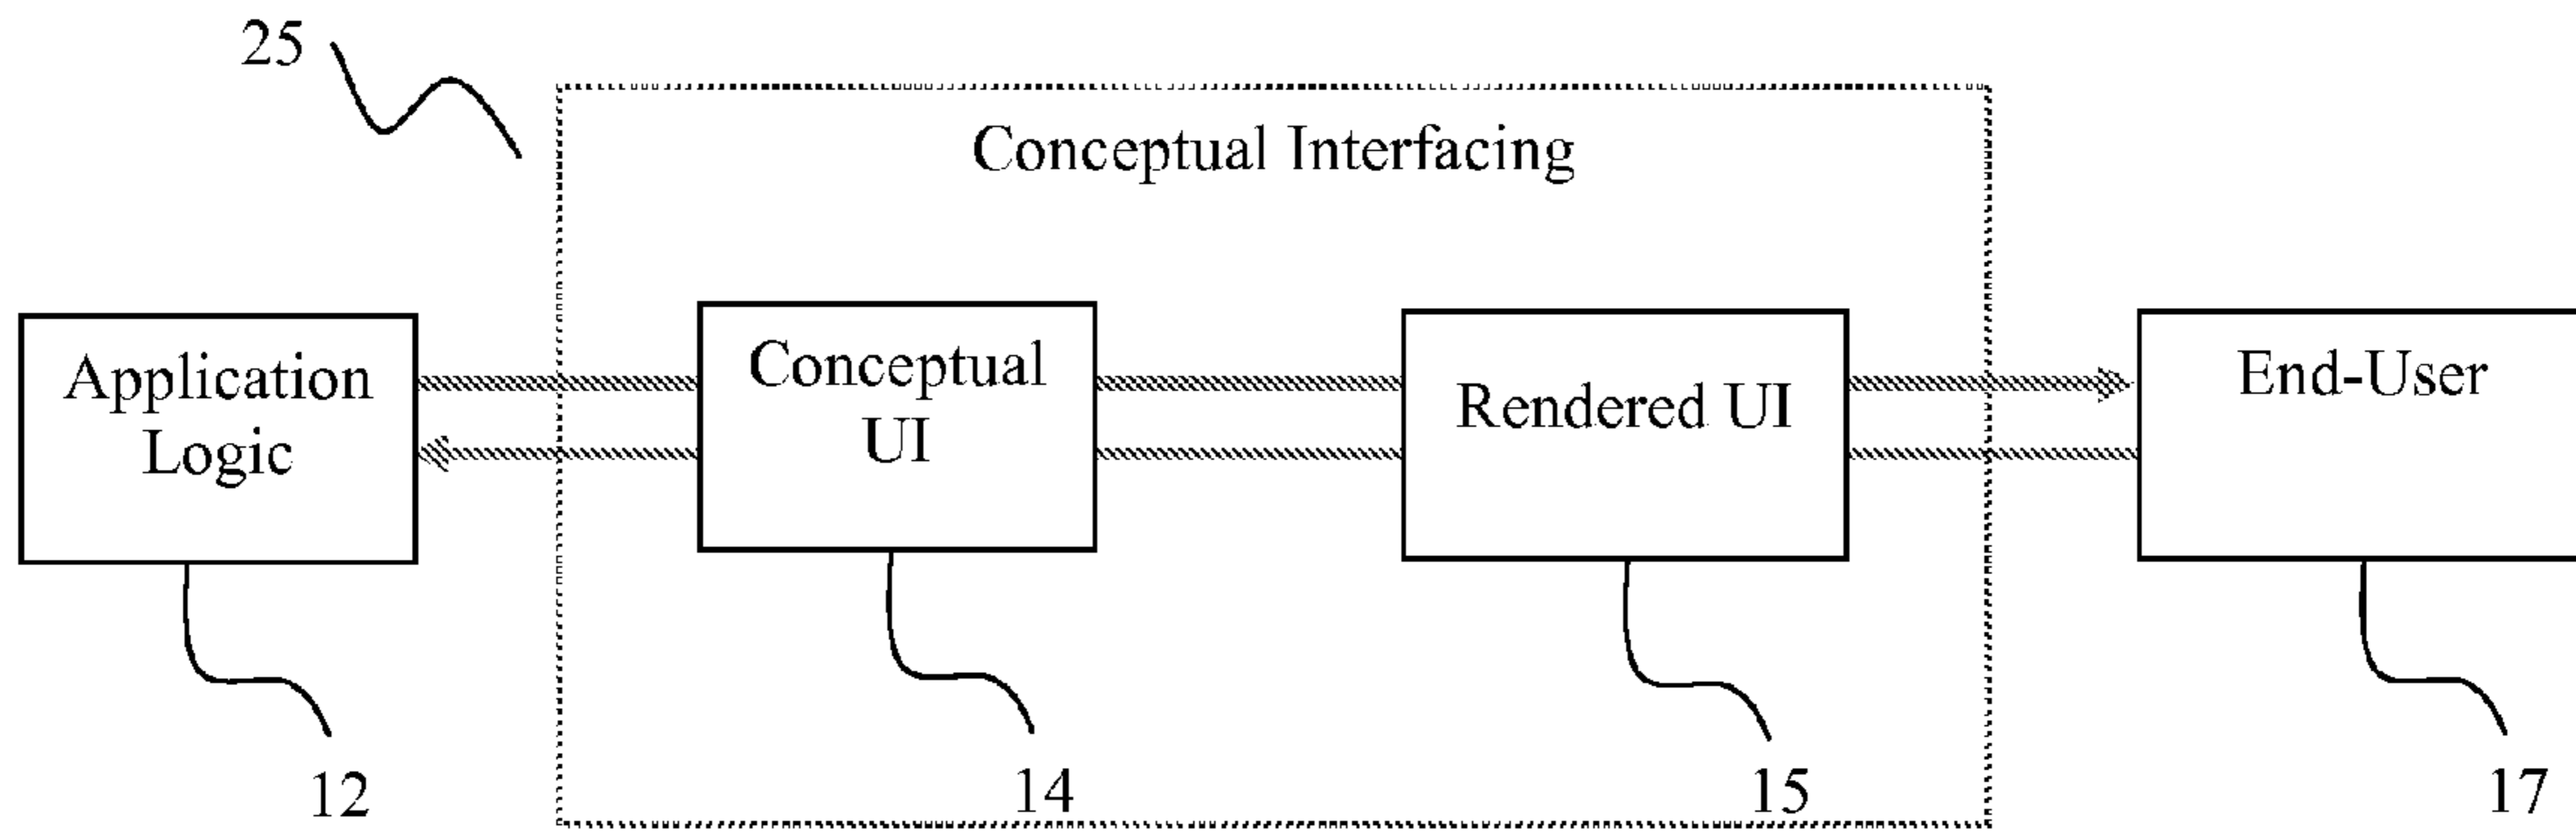 25
Conceptual Interfacing
Application
Logic
Conceptual
UI
Rendered UI
End-User
12
14
15
17